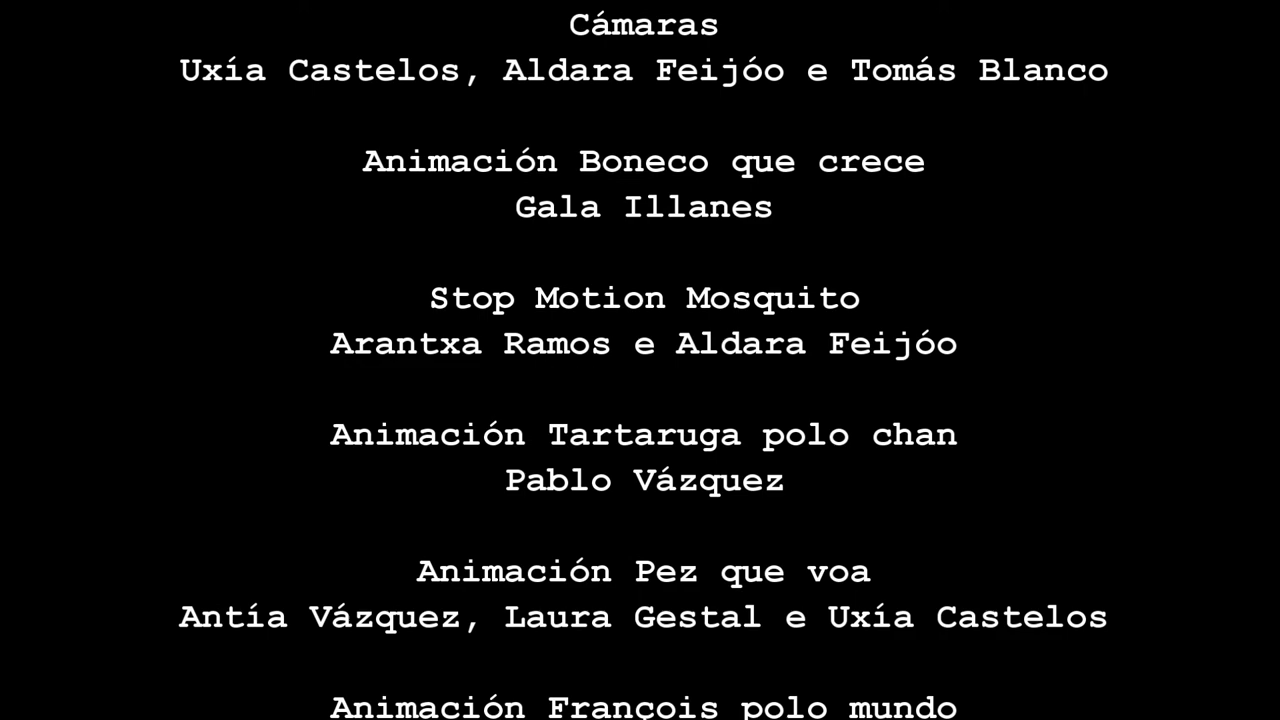 Cámaras
Uxía Castelos, Aldara Feijóo e Tomás Blanco
Animación Boneco que crece
Gala Illanes
Stop Motion Mosquito
Arantxa Ramos e Aldara Feijóo
Animación Tartaruga polo chan
Pablo Vázquez
Animación Pez que voa
Antía Vázquez, Laura Gestal e Uxía Castelos
Animación François polo mundo